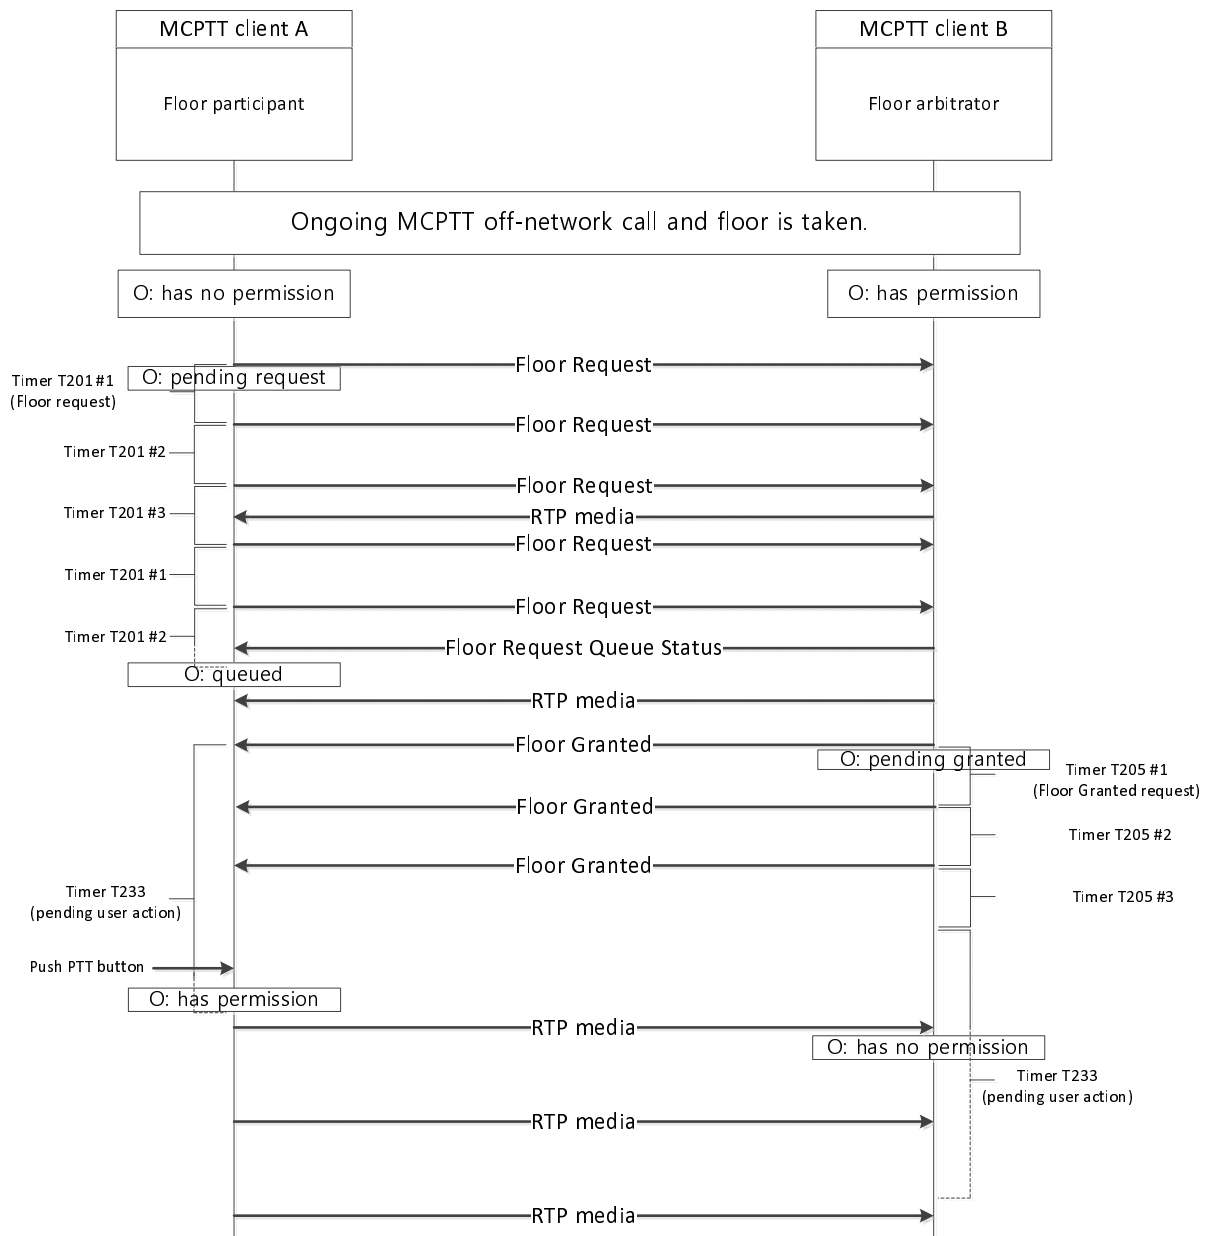 MCPTT client A
MCPTT client B
Floor participant
Floor arbitrator
Ongoing MCPTT off-network call and floor is taken.
O: has no permission
O: has permission
Floor Request
O: pending request
Timer T201 #1
(Floor request)
Floor Request
Timer T201 #2
Floor Request
Timer T201 #3
RTP media
Floor Request
Timer T201 #1
Floor Request
Timer T201 #2
Floor Request Queue Status
O: queued
RTP media
Floor Granted
O: pending granted
Timer T205 #1
(Floor Granted request)
Floor Granted
Timer T205 #2
Floor Granted
Timer T233
(pending user action)
Timer T205 #3
Push PTT button
O: has permission
RTP media
O: has no permission
Timer T233
(pending user action)
RTP media
RTP media